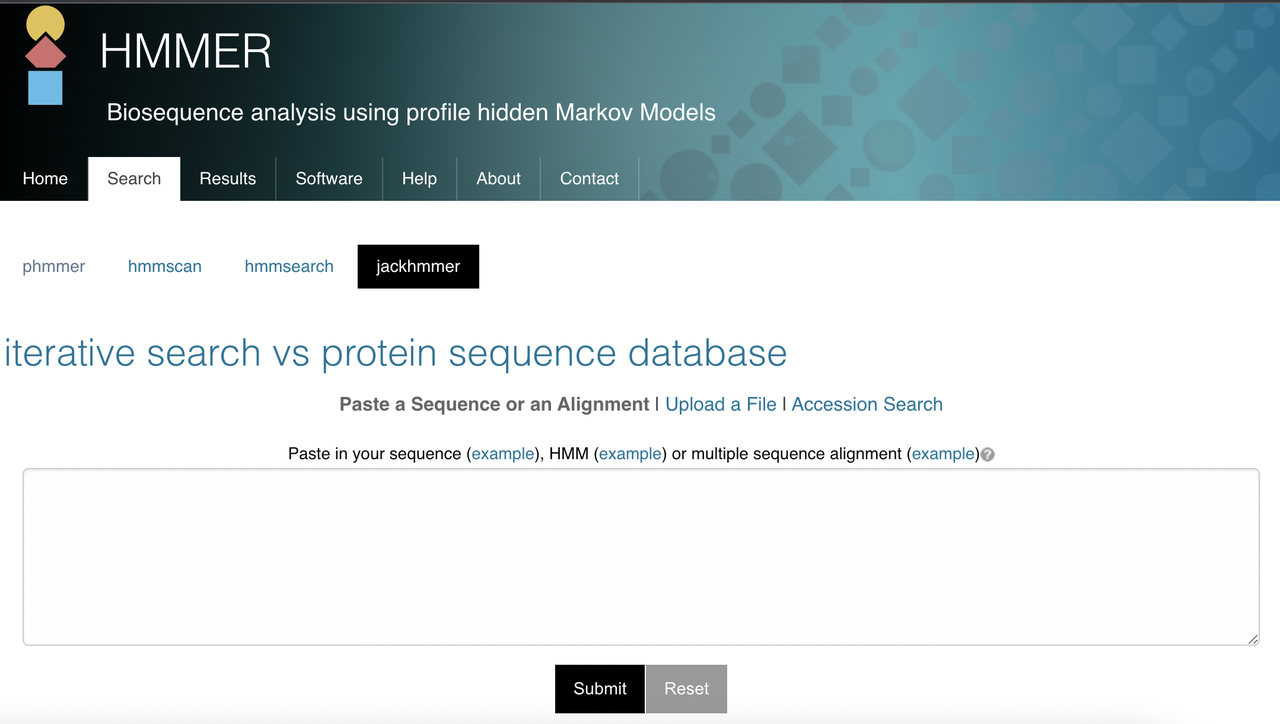 HMMER
Biosequence analysis using profile hidden Markov Models
Home Search Results Software Help About Contact
phmmer hmmscan hmmsearch jackhmmer
iterative search vs protein sequence database
Paste a Sequence or an Alignment | Upload a File | Accession Search
Paste in your sequence (example), HMM (example) or multiple sequence alignment (example)?
Submit Reset